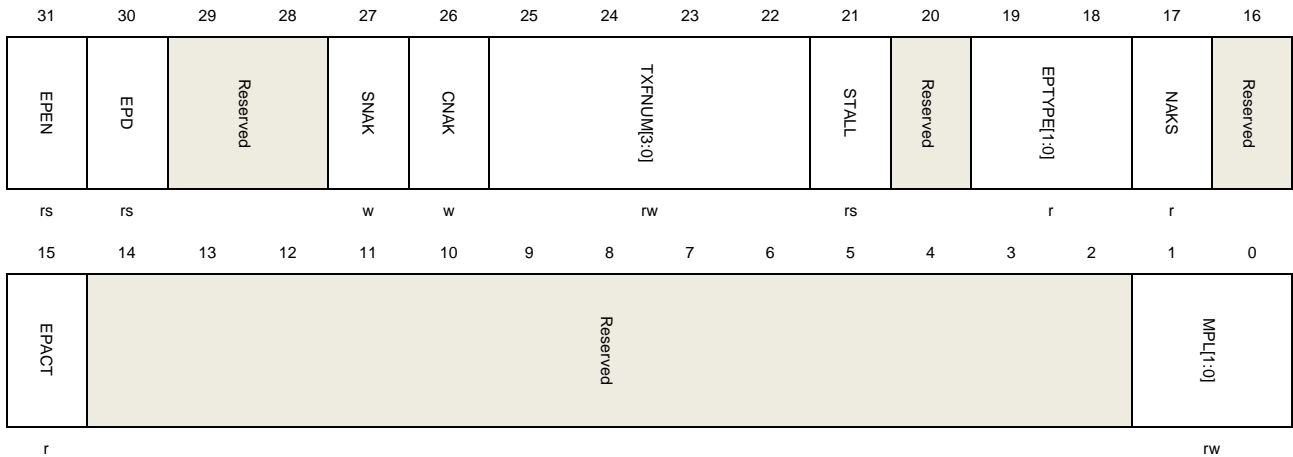 31 30 29 28 27 26 25 24 23 22 21 20 19 18 17 16
EPEN EPD Reserved SNAK CNAK TXFNUM[3:0] STALL Reserved EPTYPE[1:0] NAKS Reserved
rs rs w w rw rs r r
15 14 13 12 11 10 9 8 7 6 5 4 3 2 1 0
EPACT Reserved MPL[1:0]
r rw